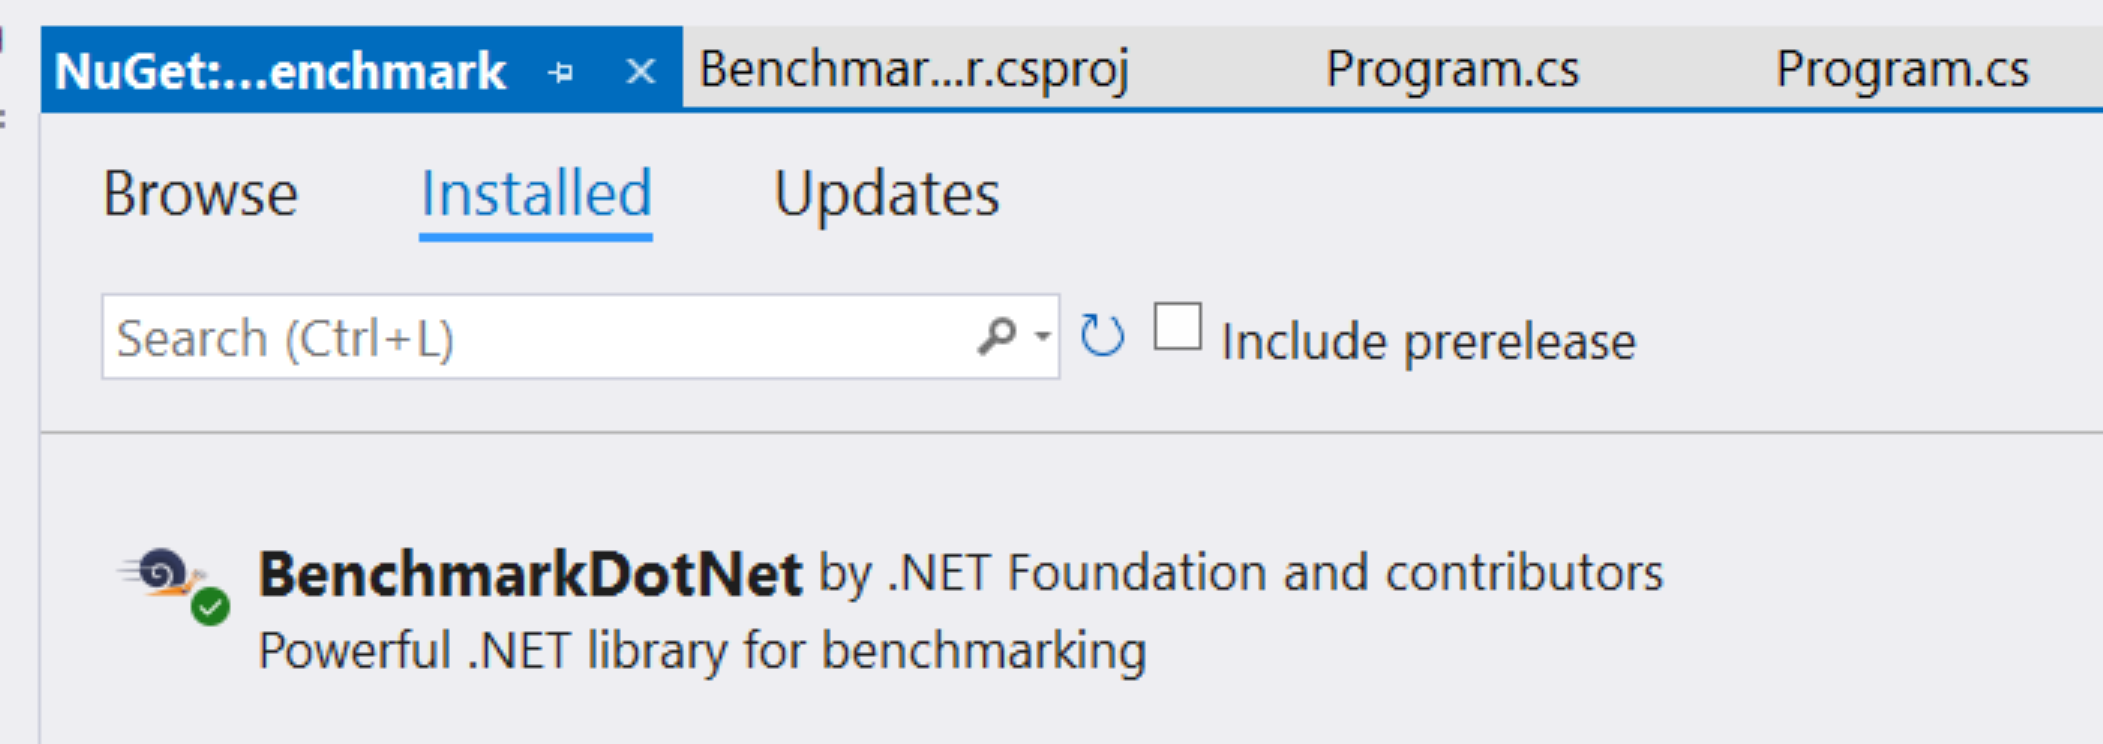 NuGet:...enchmark Benchmar...r.csproj Program.cs Program.cs
Browse Installed Updates
Search (Ctrl+L) Include prerelease
BenchmarkDotNet by .NET Foundation and contributors
Powerful .NET library for benchmarking